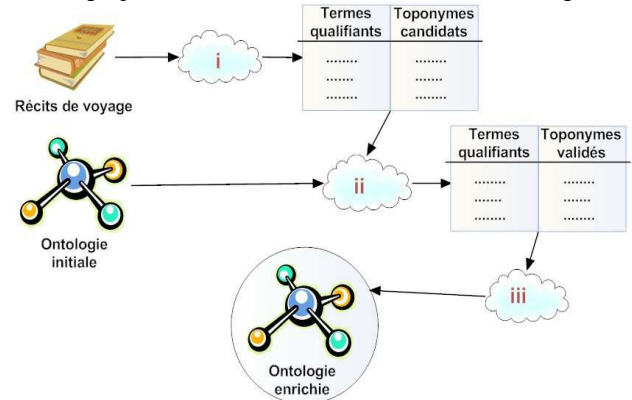 Termes qualifiants
Toponymes candidats
........ ........
....... .......
........ ........
i
Récits de voyage
Termes qualifiants
Toponymes validés
........ ........
....... .......
........ ........
ii
Ontologie
initiale
iii
Ontologie
enrichie